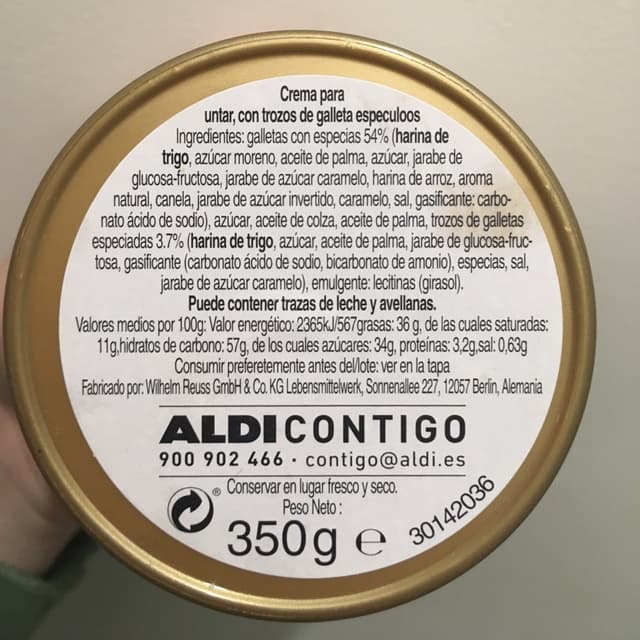 Crema para
untar, con trozos de galleta especuloos
Ingredientes: galletas con especias 54% (harina de
trigo, azúcar moreno, aceite de palma, azúcar, jarabe de
glucosa-fructosa, jarabe de azúcar caramelo, harina de arroz, aroma
natural, canela, jarabe de azúcar invertido, caramelo, sal, gasificante: carbo-
nato ácido de sodio), azúcar, aceite de colza, aceite de palma, trozos de galletas
especiadas 3.7% (harina de trigo, azúcar, aceite de palma, jarabe de glucosa-fruc-
tosa, gasificante (carbonato ácido de sodio, bicarbonato de amonio), especias, sal,
jarabe de azúcar caramelo), emulgente: lecitinas (girasol).
Puede contener trazas de leche y avellanas.
Valores medios por 100g: Valor energético: 2365kJ/567grasas: 36 g, de las cuales saturadas:
11g,hidratos de carbono: 57g, de los cuales azúcares: 34g, proteínas: 3,2g,sal: 0,63g
Consumir preferetemente antes del/lote: ver en la tapa
Fabricado por: Wilhelm Reuss GmbH & Co. KG Lebensmittelwerk, Sonnenallee 227, 12057 Berlín, Alemania
ALDI CONTIGO
900 902 466 · contigo@aldi.es
® Conservar en lugar fresco y seco.
Peso Neto :
350g e
30142036